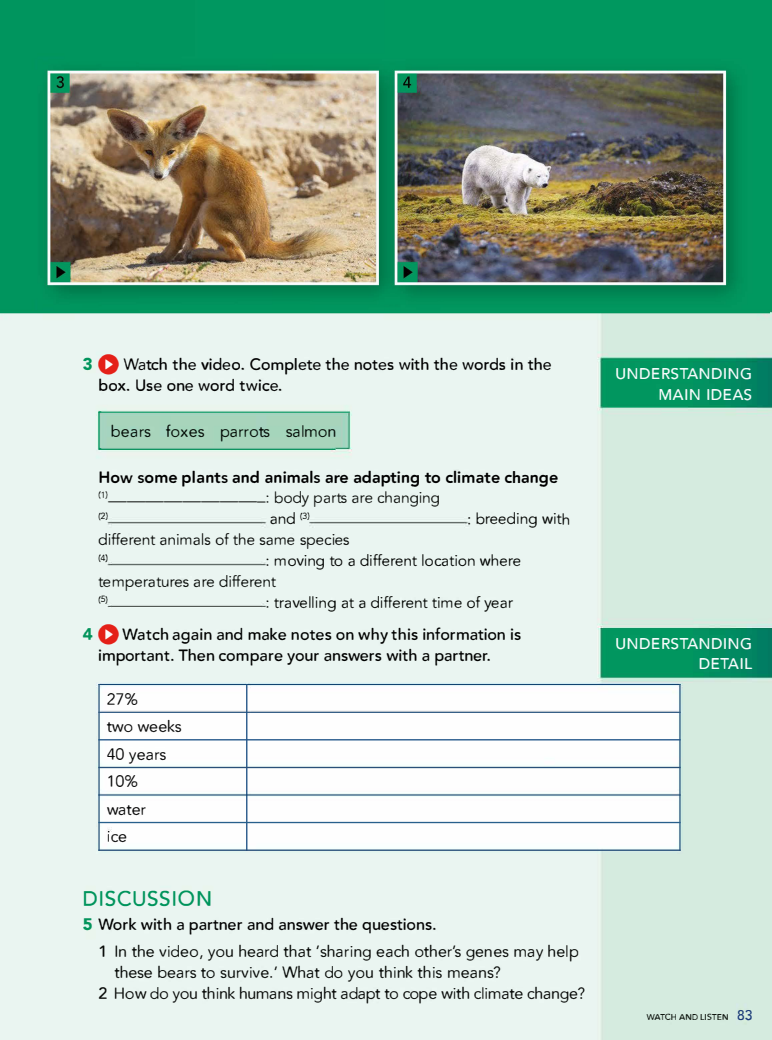 3
4
3 Watch the video. Complete the notes with the words in the
box. Use one word twice.
UNDERSTANDING
MAIN IDEAS
bears foxes parrots salmon
How some plants and animals are adapting to climate change
(1)____________________: body parts are changing
(2)____________________ and (3)____________________: breeding with
different animals of the same species
(4)____________________: moving to a different location where
temperatures are different
(5)____________________: travelling at a different time of year
4 Watch again and make notes on why this information is
important. Then compare your answers with a partner.
UNDERSTANDING
DETAIL
27%
two weeks
40 years
10%
water
ice
DISCUSSION
5 Work with a partner and answer the questions.
1 In the video, you heard that ‘sharing each other’s genes may help
these bears to survive.’ What do you think this means?
2 How do you think humans might adapt to cope with climate change?
WATCH AND LISTEN 83